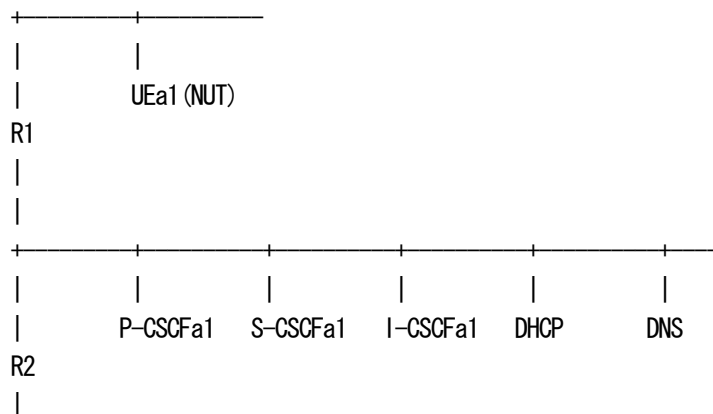 UEa1(NUT)
R1
P-CSCFa1 S-CSCFa1 I-CSCFa1 DHCP DNS
R2